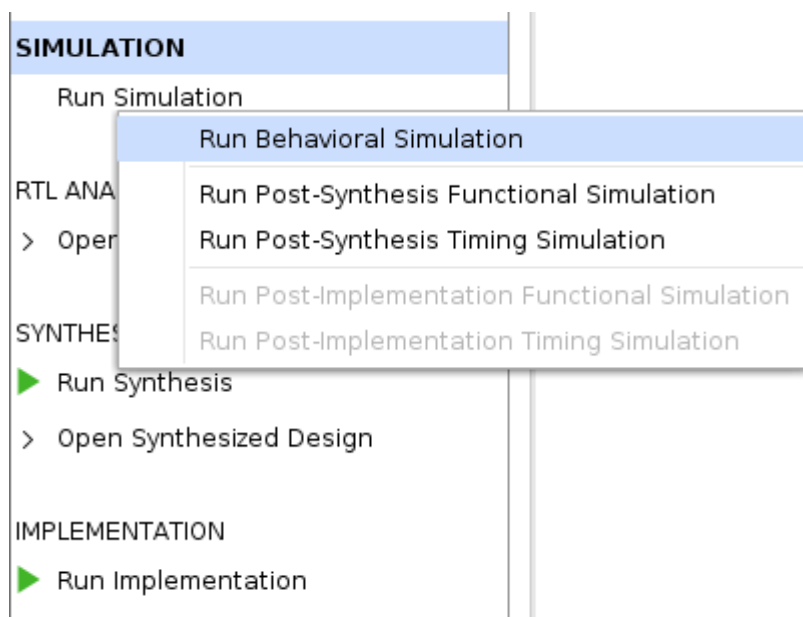 SIMULATION
Run Simulation
Run Behavioral Simulation
RTL ANA
Run Post-Synthesis Functional Simulation
> Open
Run Post-Synthesis Timing Simulation
Run Post-Implementation Functional Simulation
SYNTHES
Run Post-Implementation Timing Simulation
Run Synthesis
> Open Synthesized Design
IMPLEMENTATION
Run Implementation